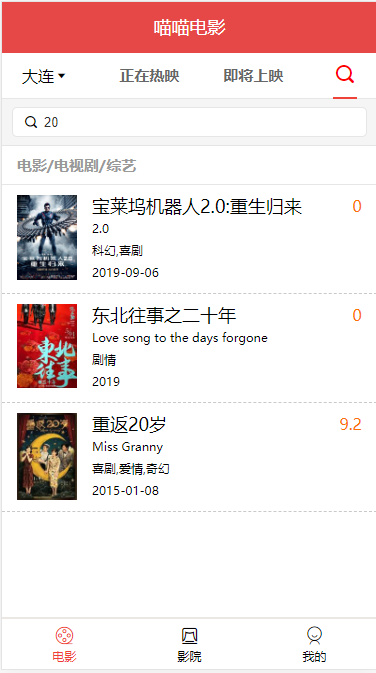 喵喵电影
大连 正在热映 即将上映
20
电影/电视剧/综艺
宝莱坞机器人2.0:重生归来 0
2.0
科幻,喜剧
2019-09-06
东北往事之二十年 0
Love song to the days forgone
剧情
2019
東北往事
重返20岁 9.2
Miss Granny
喜剧,爱情,奇幻
2015-01-08
电影 影院 我的